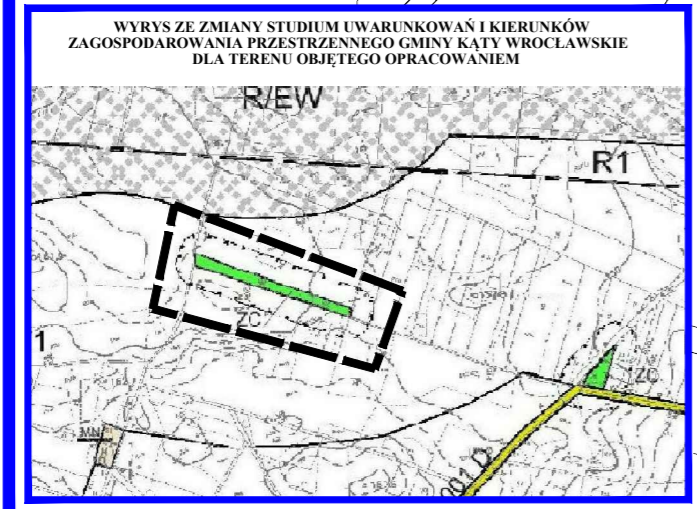 WYRYS ZE ZMIANY STUDIUM UWARUNKOWAŃ I KIERUNKÓW
ZAGOSPODAROWANIA PRZESTRZENNEGO GMINY KĄTY WROCŁAWSKIE
DLA TERENU OBJĘTEGO OPRACOWANIEM
R/EW
R1
ZC
1
ZC
MN